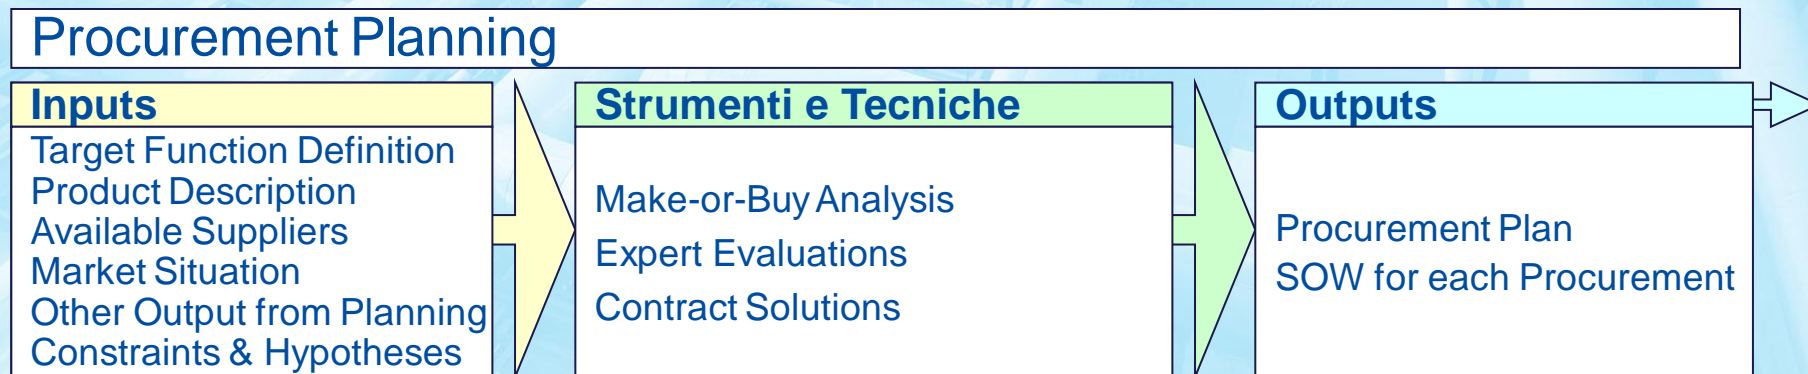 Procurement Planning
Inputs
Target Function Definition
Product Description
Available Suppliers
Market Situation
Other Output from Planning
Constraints & Hypotheses
Strumenti e Tecniche
Make-or-Buy Analysis
Expert Evaluations
Contract Solutions
Outputs
Procurement Plan
SOW for each Procurement